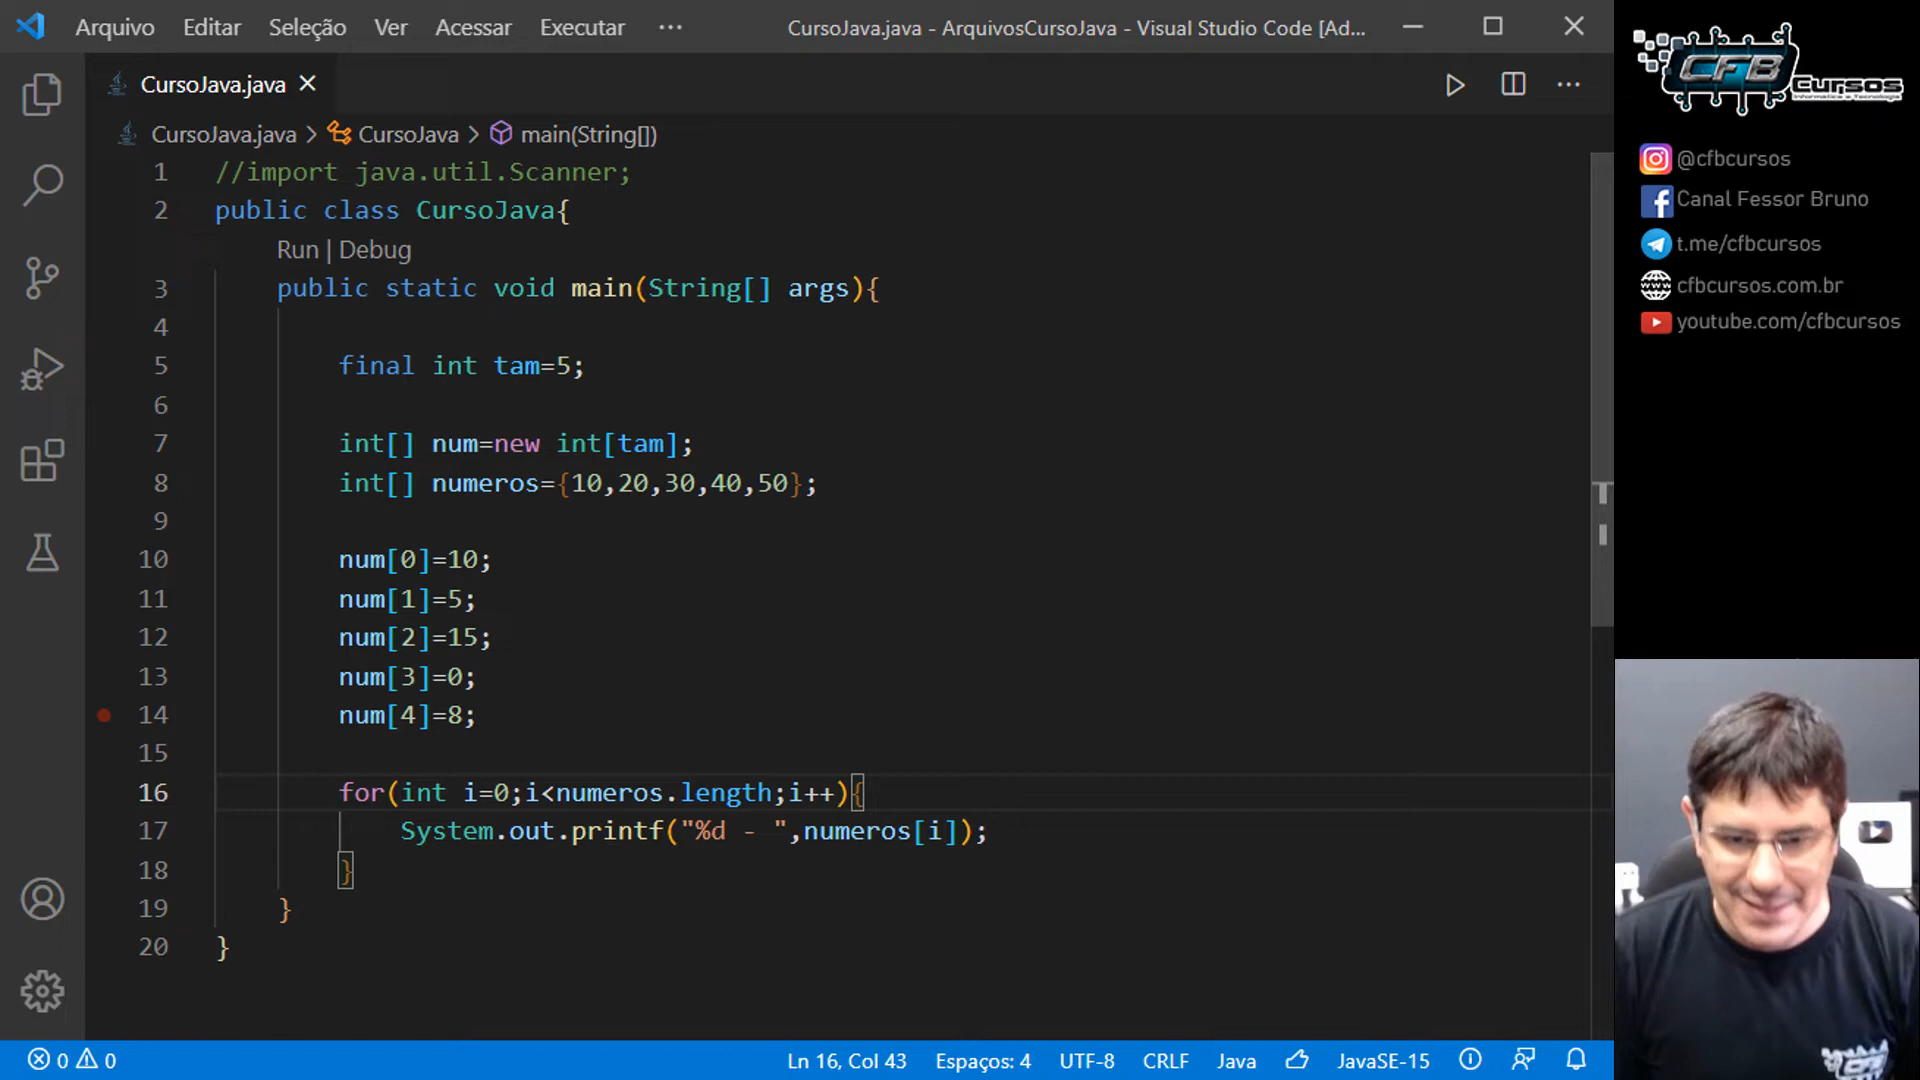 Arquivo Editar Seleção Ver Acessar Executar ··· CursoJava.java - ArquivosCursoJava - Visual Studio Code [Ad...
CursoJava.java
CursoJava.java > CursoJava > main(String[])
1 //import java.util.Scanner;
2 public class CursoJava{
Run | Debug
3 public static void main(String[] args){
4
5 final int tam=5;
6
7 int[] num=new int[tam];
8 int[] numeros={10,20,30,40,50};
9
10 num[0]=10;
11 num[1]=5;
12 num[2]=15;
13 num[3]=0;
14 num[4]=8;
15
16 for(int i=0;i<numeros.length;i++){
17 System.out.printf("%d - ",numeros[i]);
18 }
19 }
20 }
0 0 Ln 16, Col 43 Espaços: 4 UTF-8 CRLF Java JavaSE-15
CFB Cursos
Informática e Tecnologia
@cfbcursos
Canal Fessor Bruno
t.me/cfbcursos
cfbcursos.com.br
youtube.com/cfbcursos